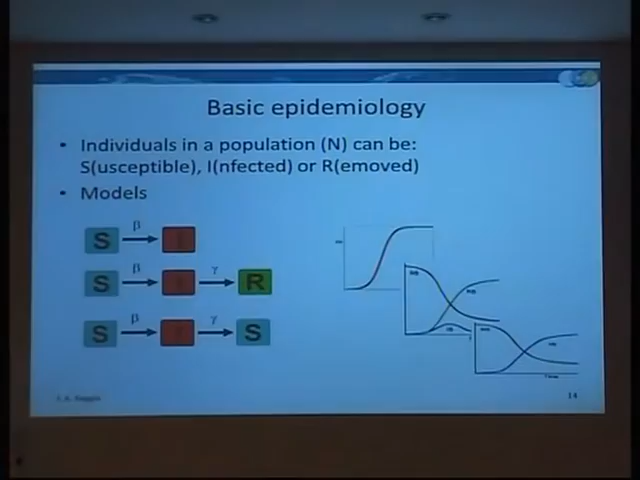 Basic epidemiology
• Individuals in a population (N) can be:
S(usceptible), I(nfected) or R(emoved)
• Models
S β I
S β I γ R
S β I γ S
14